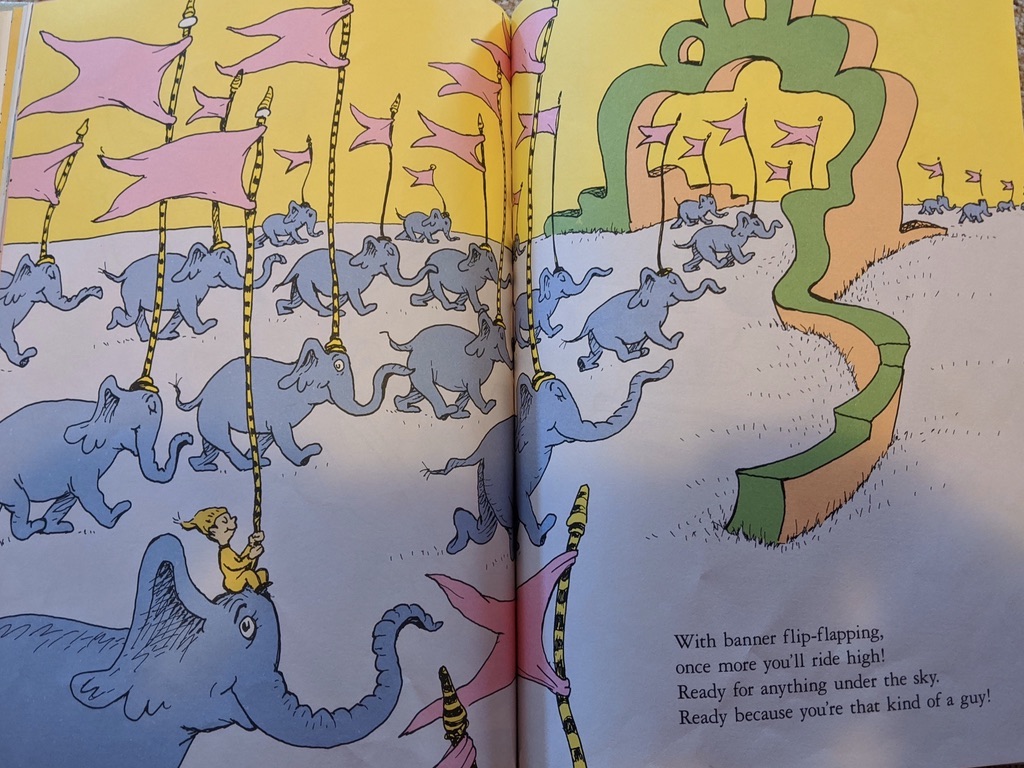 With banner flip-flapping,
once more you'll ride high!
Ready for anything under the sky.
Ready because you're that kind of a guy!